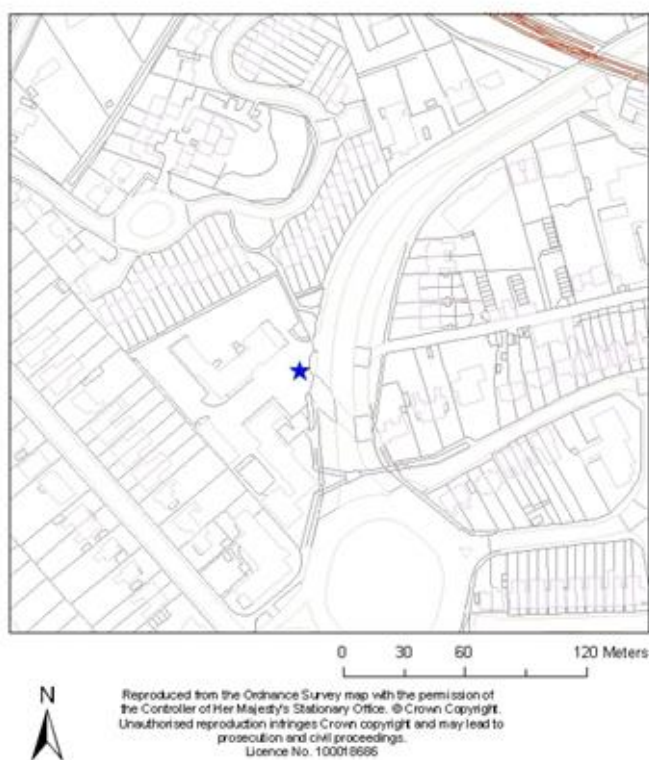 0 30 60 120 Meters
N
Reproduced from the Ordnance Survey map with the permission of
the Controller of Her Majesty's Stationary Office. © Crown Copyright.
Unauthorised reproduction infringes Crown copyright and may lead to
prosecution and civil proceedings.
Licence No. 100018686